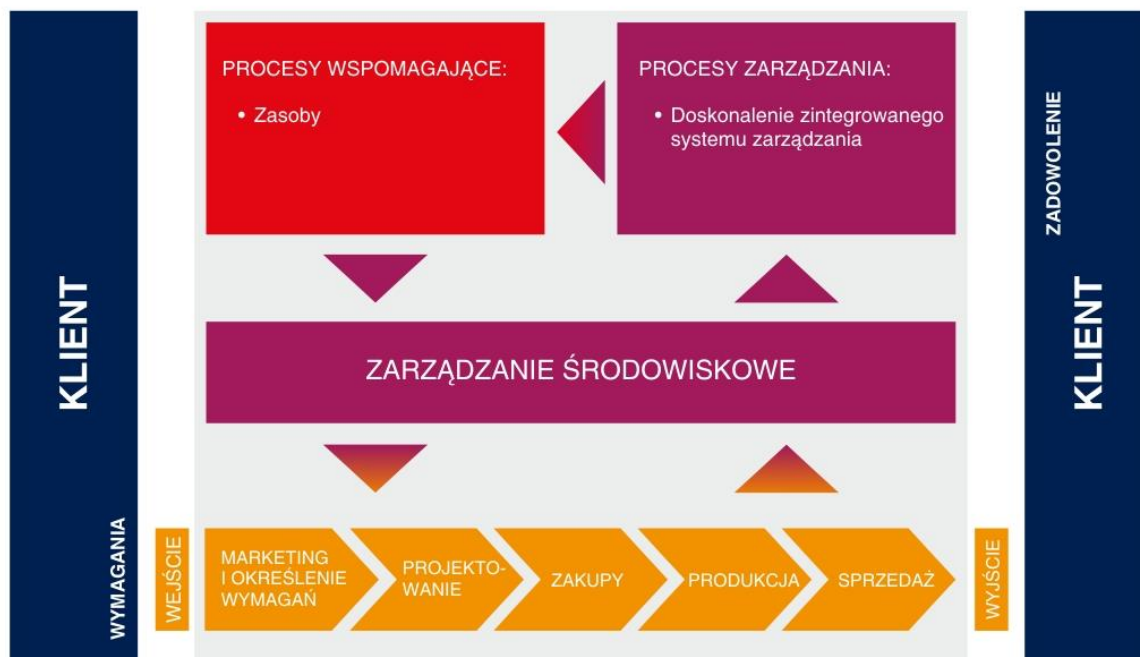 KLIENT
WYMAGANIA
WEJŚCIE
PROCESY WSPOMAGAJĄCE:
• Zasoby
PROCESY ZARZĄDZANIA:
• Doskonalenie zintegrowanego
systemu zarządzania
ZARZĄDZANIE ŚRODOWISKOWE
MARKETING
I OKREŚLENIE
WYMAGAŃ
PROJEKTO-
WANIE
ZAKUPY
PRODUKCJA
SPRZEDAŻ
WYJŚCIE
ZADOWOLENIE
KLIENT